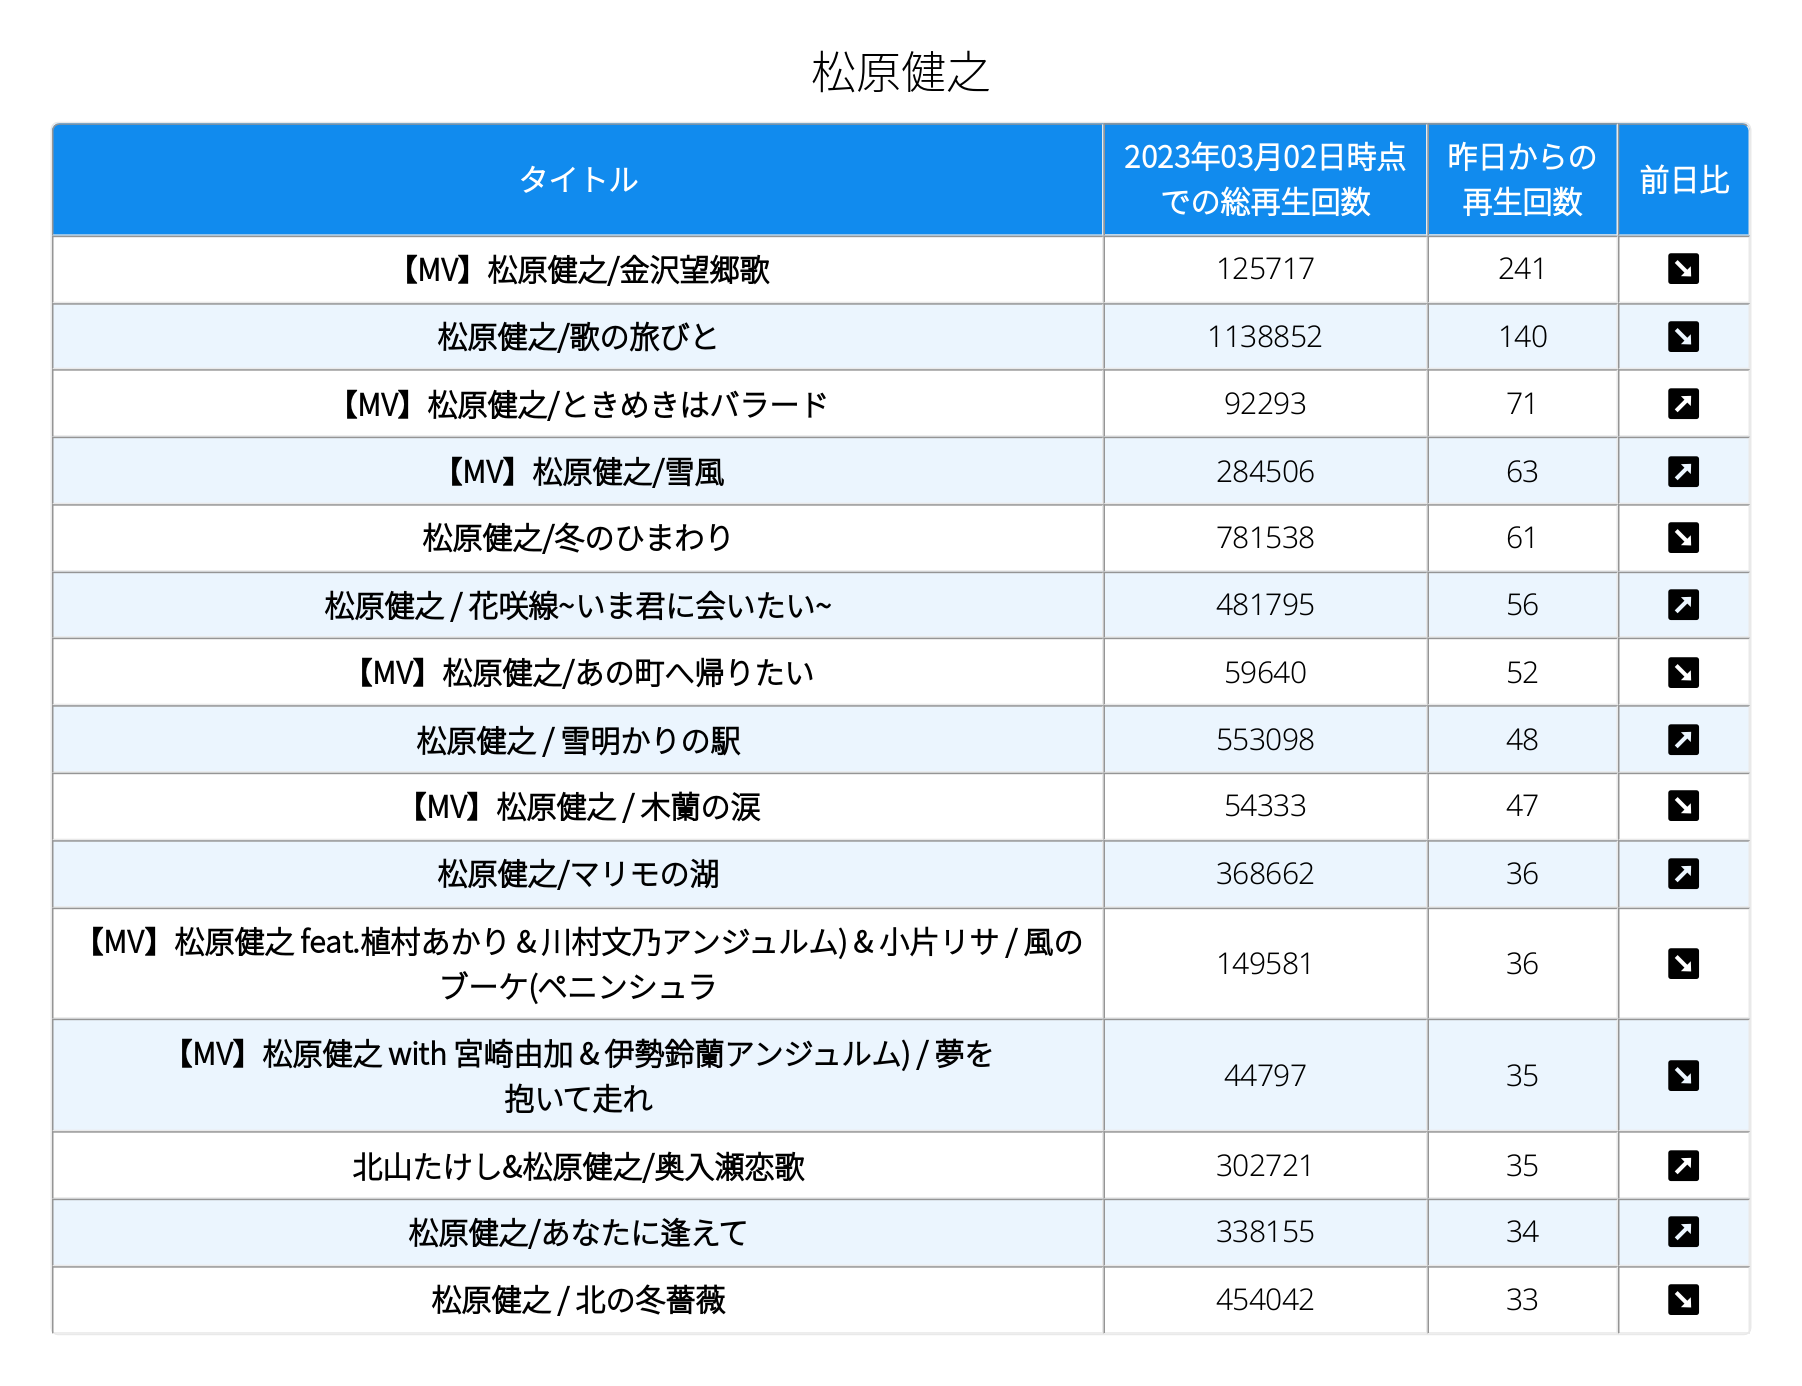 松原健之
タイトル
2023年03月02日時点
での総再生回数
昨日からの
再生回数
前日比
【MV】松原健之/金沢望郷歌 125717 241
松原健之/歌の旅びと 1138852 140
【MV】松原健之/ときめきはバラード 92293 71
【MV】松原健之/雪風 284506 63
松原健之/冬のひまわり 781538 61
松原健之 / 花咲線~いま君に会いたい~ 481795 56
【MV】松原健之/あの町へ帰りたい 59640 52
松原健之 / 雪明かりの駅 553098 48
【MV】松原健之 / 木蘭の涙 54333 47
松原健之/マリモの湖 368662 36
【MV】松原健之 feat.植村あかり & 川村文乃アンジュルム) & 小片リサ / 風の
ブーケ(ペニンシュラ 149581 36
【MV】松原健之 with 宮崎由加 & 伊勢鈴蘭アンジュルム) / 夢を
抱いて走れ 44797 35
北山たけし&松原健之/奥入瀬恋歌 302721 35
松原健之/あなたに逢えて 338155 34
松原健之 / 北の冬薔薇 454042 33